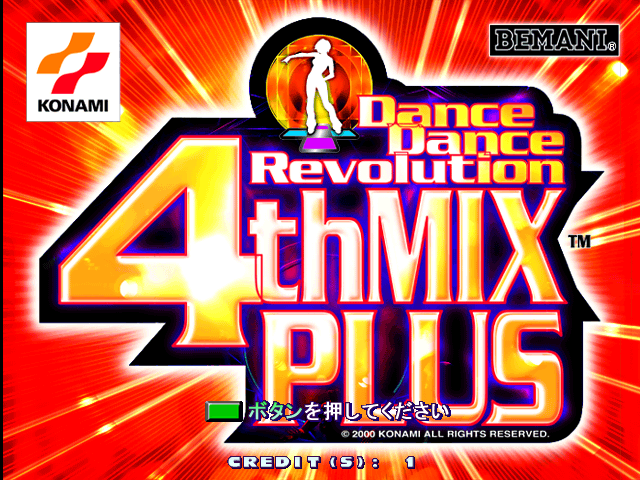 KONAMI
BEMANI®
Dance
Dance
Revolution
4thMIX™
PLUS
ボタンを押してください
© 2000 KONAMI ALL RIGHTS RESERVED.
CREDIT(S): 1